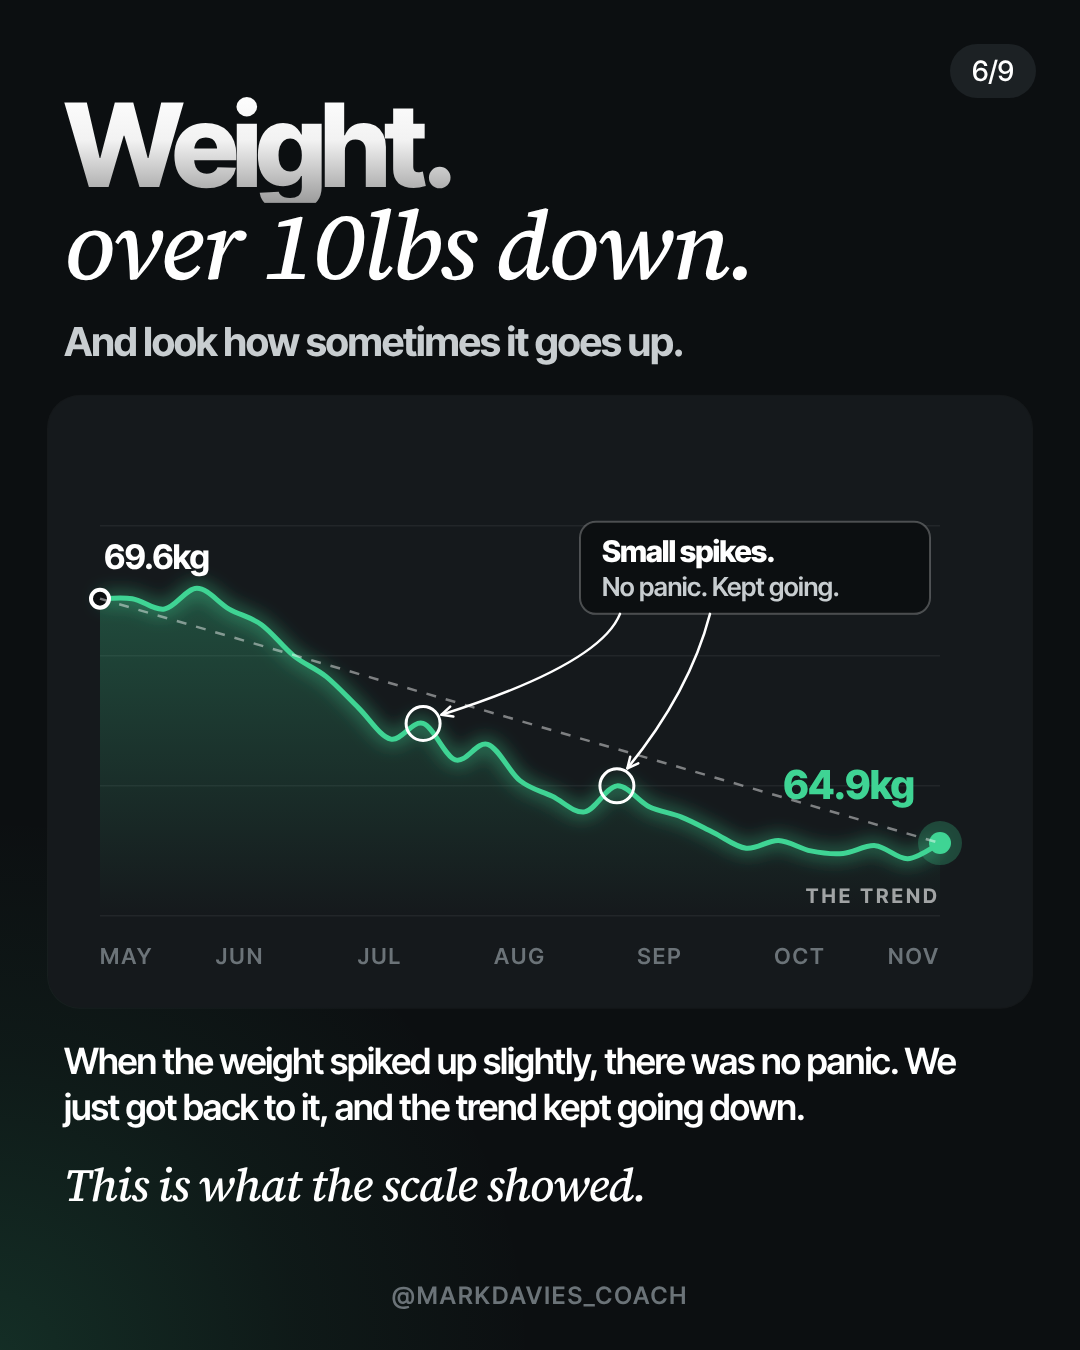 6/9
Weight.
over 10lbs down.
And look how sometimes it goes up.
69.6kg
Small spikes.
No panic. Kept going.
64.9kg
THE TREND
MAY JUN JUL AUG SEP OCT NOV
When the weight spiked up slightly, there was no panic. We
just got back to it, and the trend kept going down.
This is what the scale showed.
@MARKDAVIES_COACH